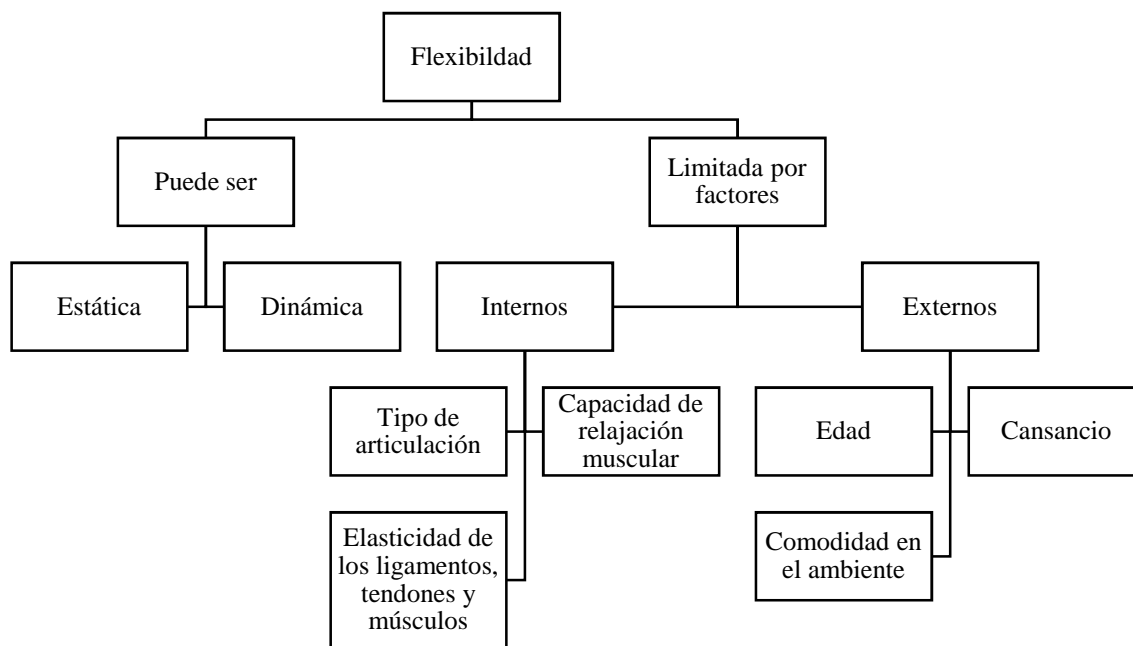 Flexibildad
Puede ser
Limitada por
factores
Estática
Dinámica
Internos
Externos
Tipo de
articulación
Capacidad de
relajación
muscular
Edad
Cansancio
Elasticidad de
los ligamentos,
tendones y
músculos
Comodidad en
el ambiente